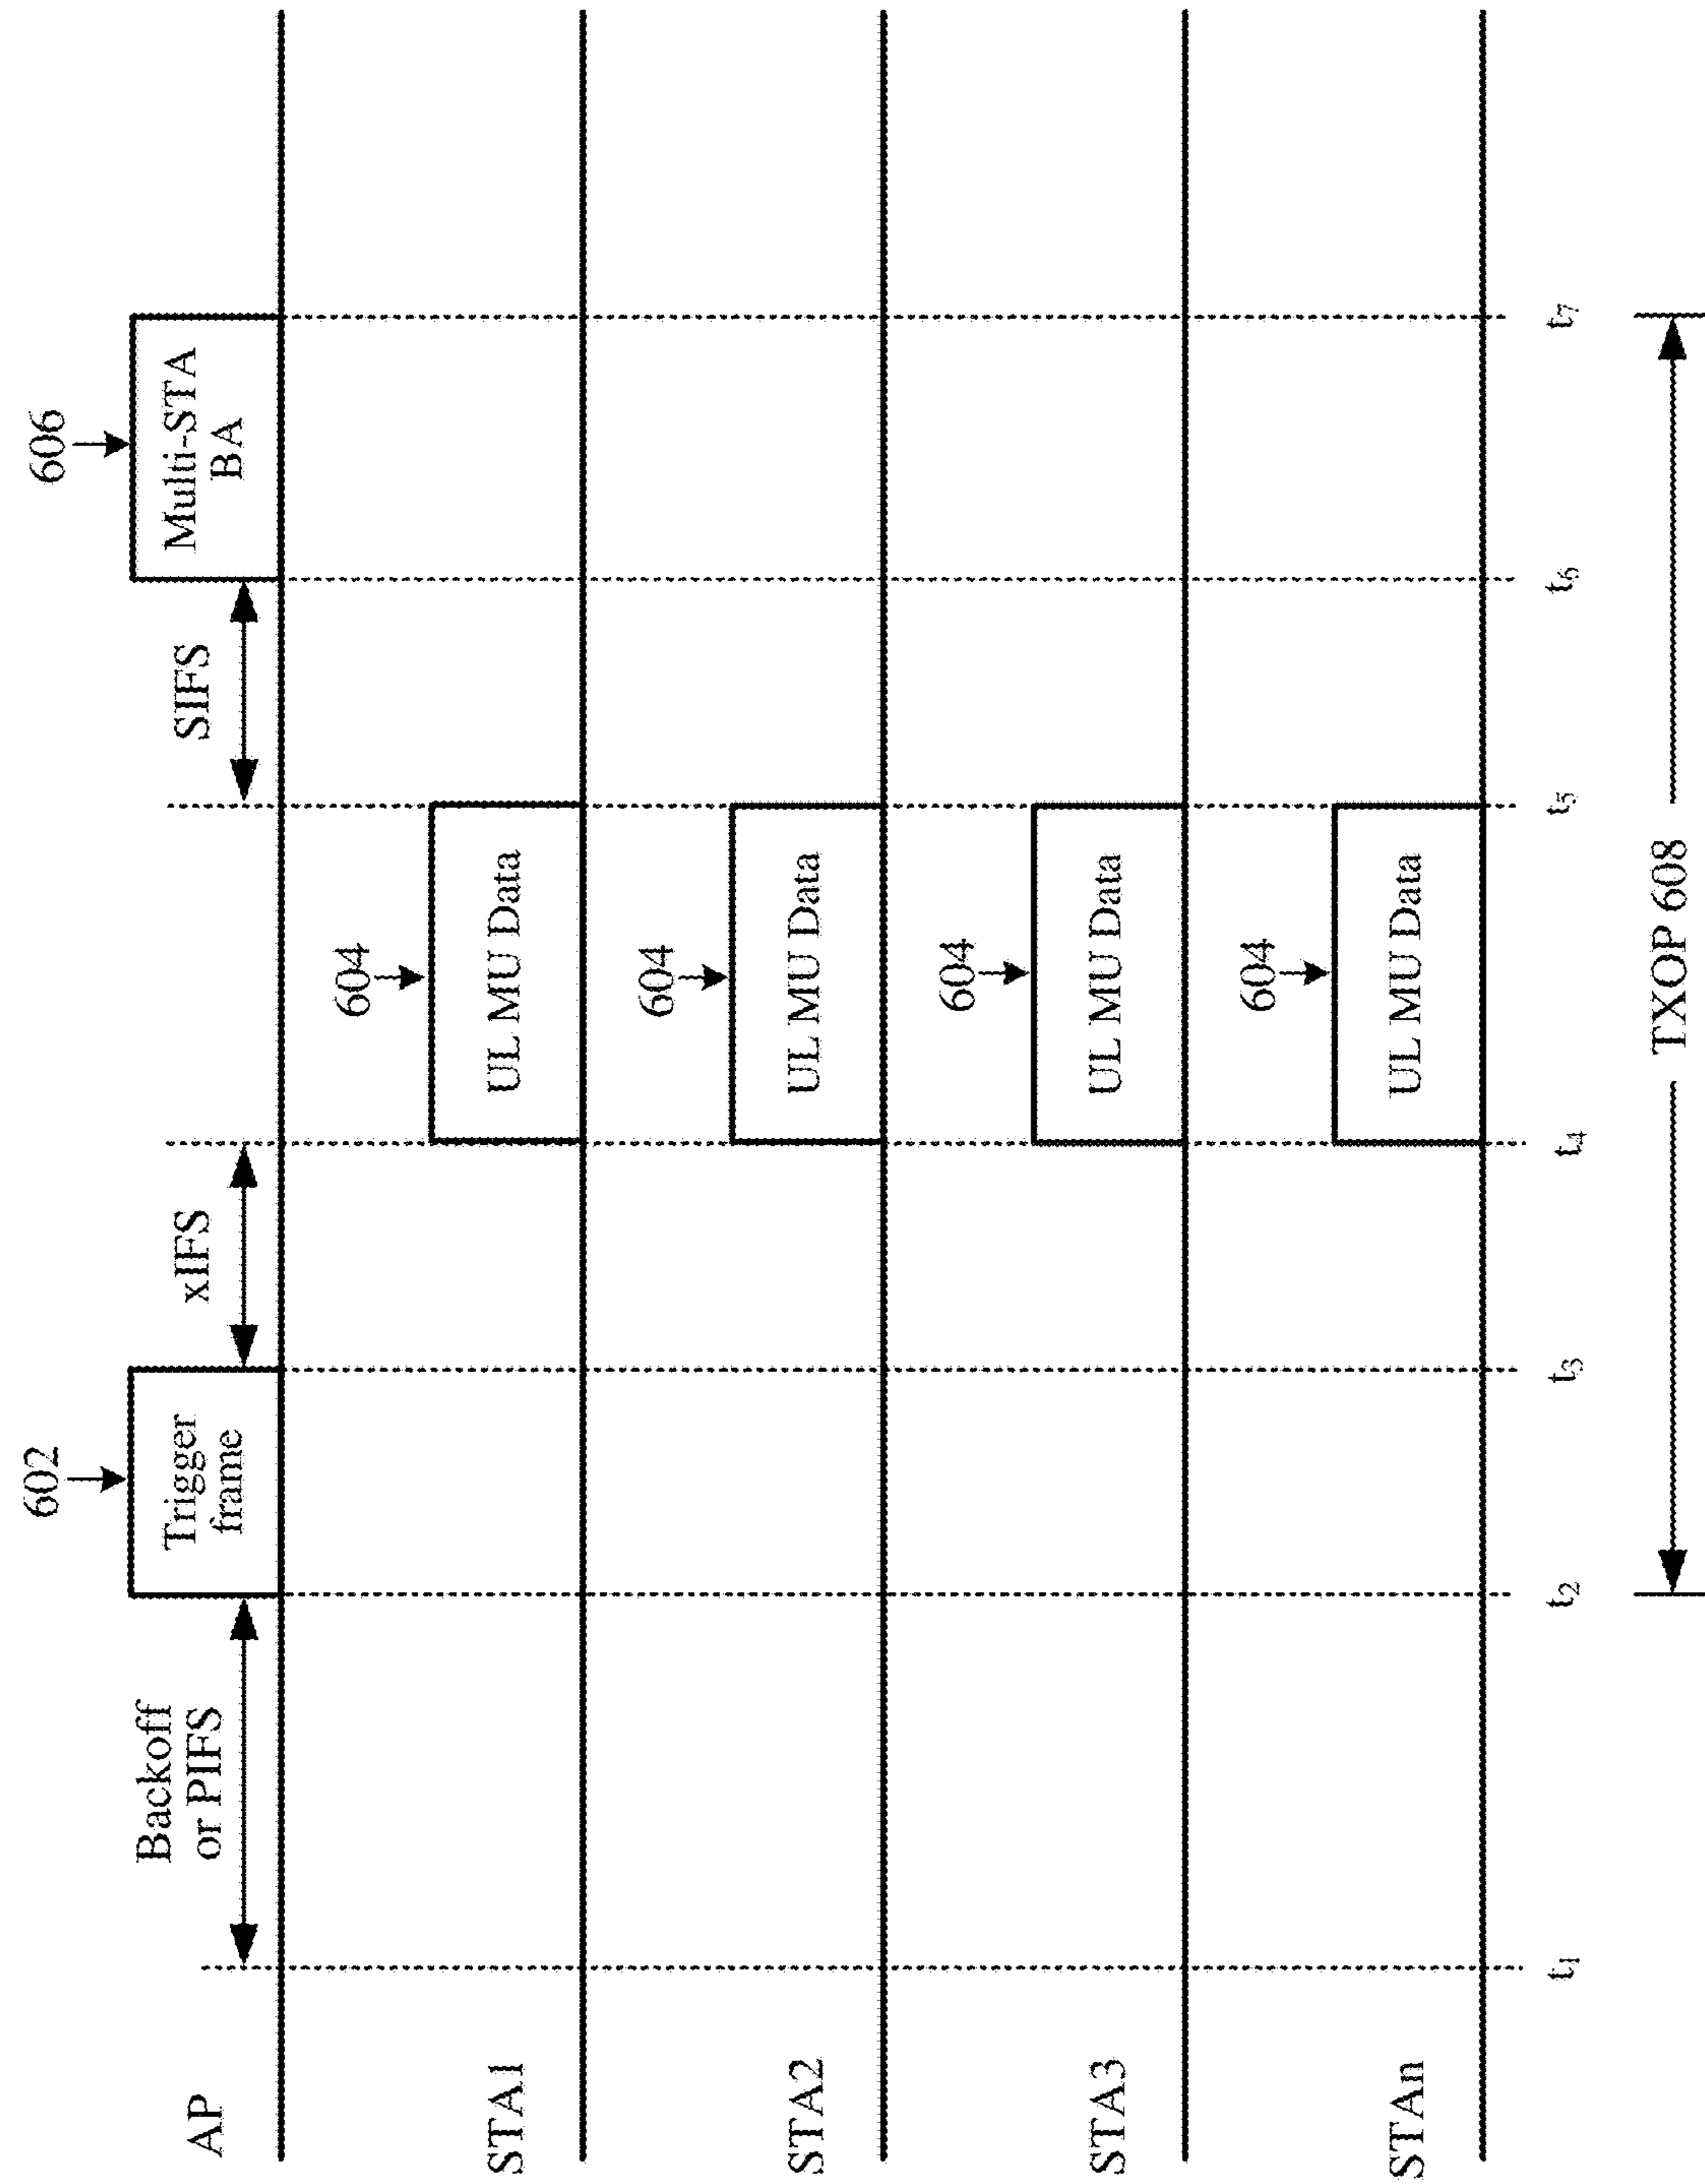 602
606
Backoff
or PIFS
Trigger
frame
xIFS
SIFS
Multi-STA
BA
AP
604
UL MU Data
STA1
604
UL MU Data
STA2
604
UL MU Data
STA3
604
UL MU Data
STAn
t1
t2
t3
t4
t5
t6
t7
TXOP 608